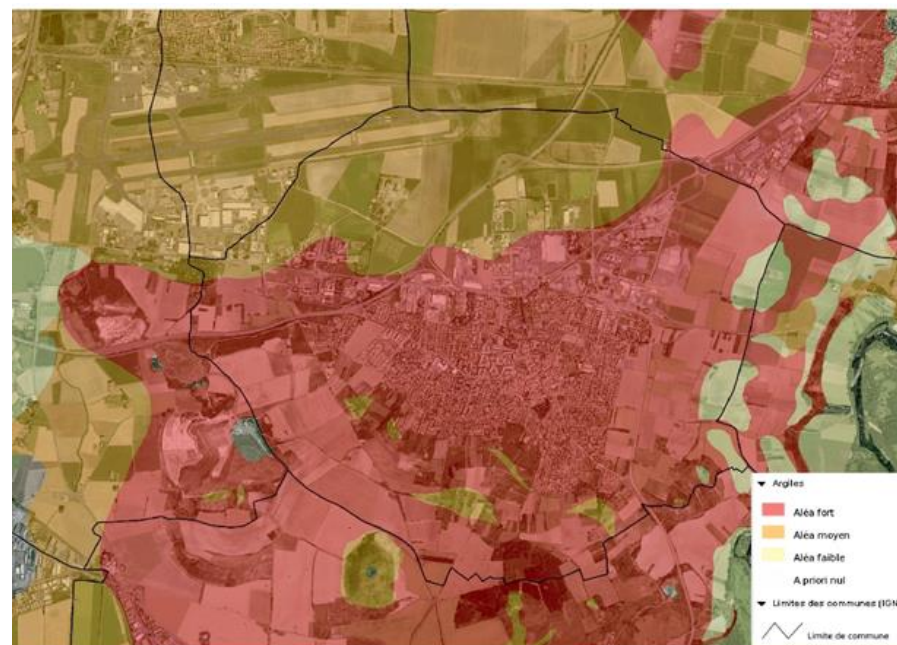 Argiles
Aléa fort
Aléa moyen
Aléa faible
A priori nul
Limites des communes (IGN
Limite de commune